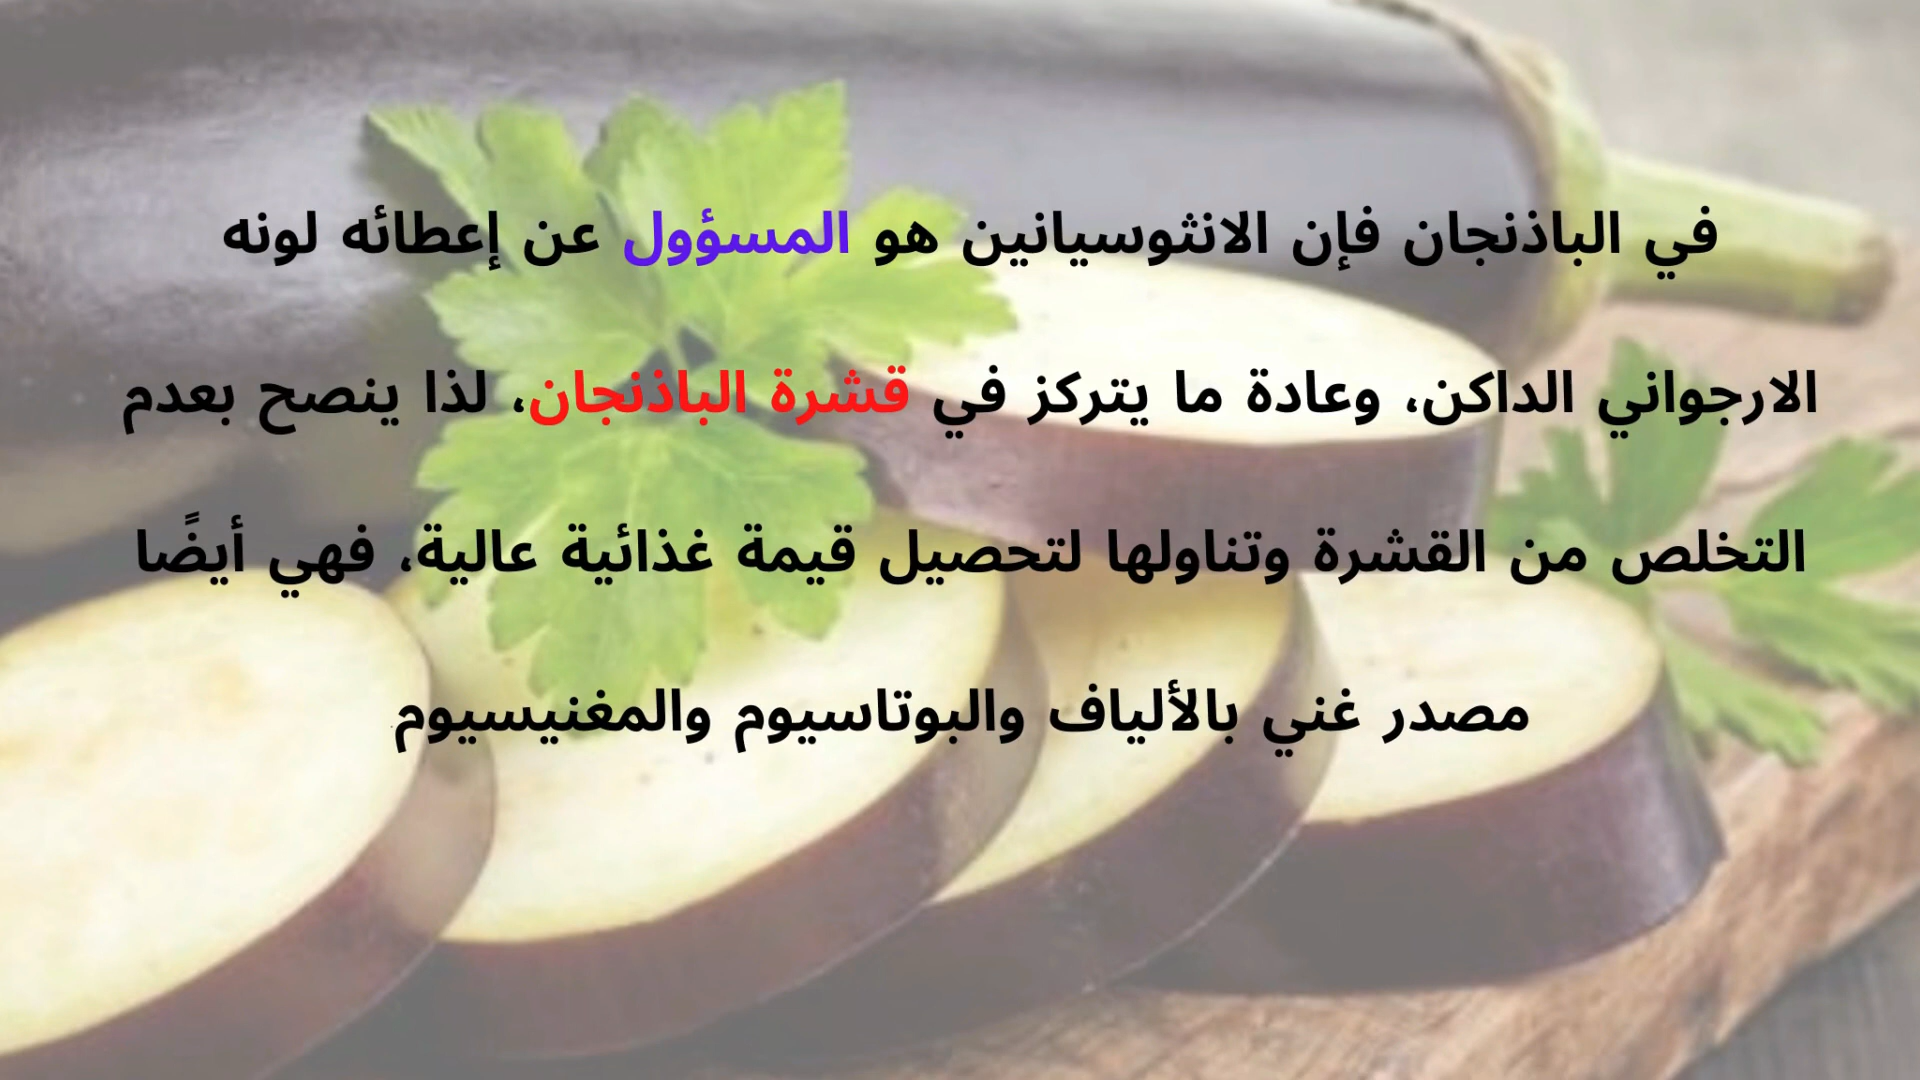 في الباذنجان فإن الانثوسيانين هو المسؤول عن إعطائه لونه
الارجواني الداكن، وعادة ما يتركز في قشرة الباذنجان، لذا ينصح بعدم
التخلص من القشرة وتناولها لتحصيل قيمة غذائية عالية، فهي أيضًا
مصدر غني بالألياف والبوتاسيوم والمغنيسيوم